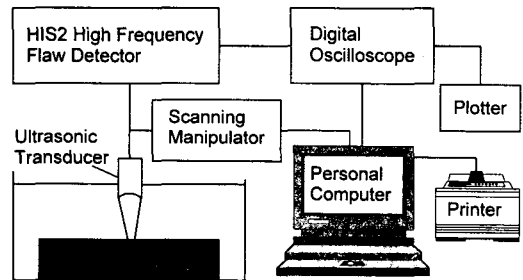 HIS2 High Frequency
Flaw Detector
Digital
Oscilloscope
Plotter
Scanning
Manipulator
Ultrasonic
Transducer
Personal
Computer
Printer